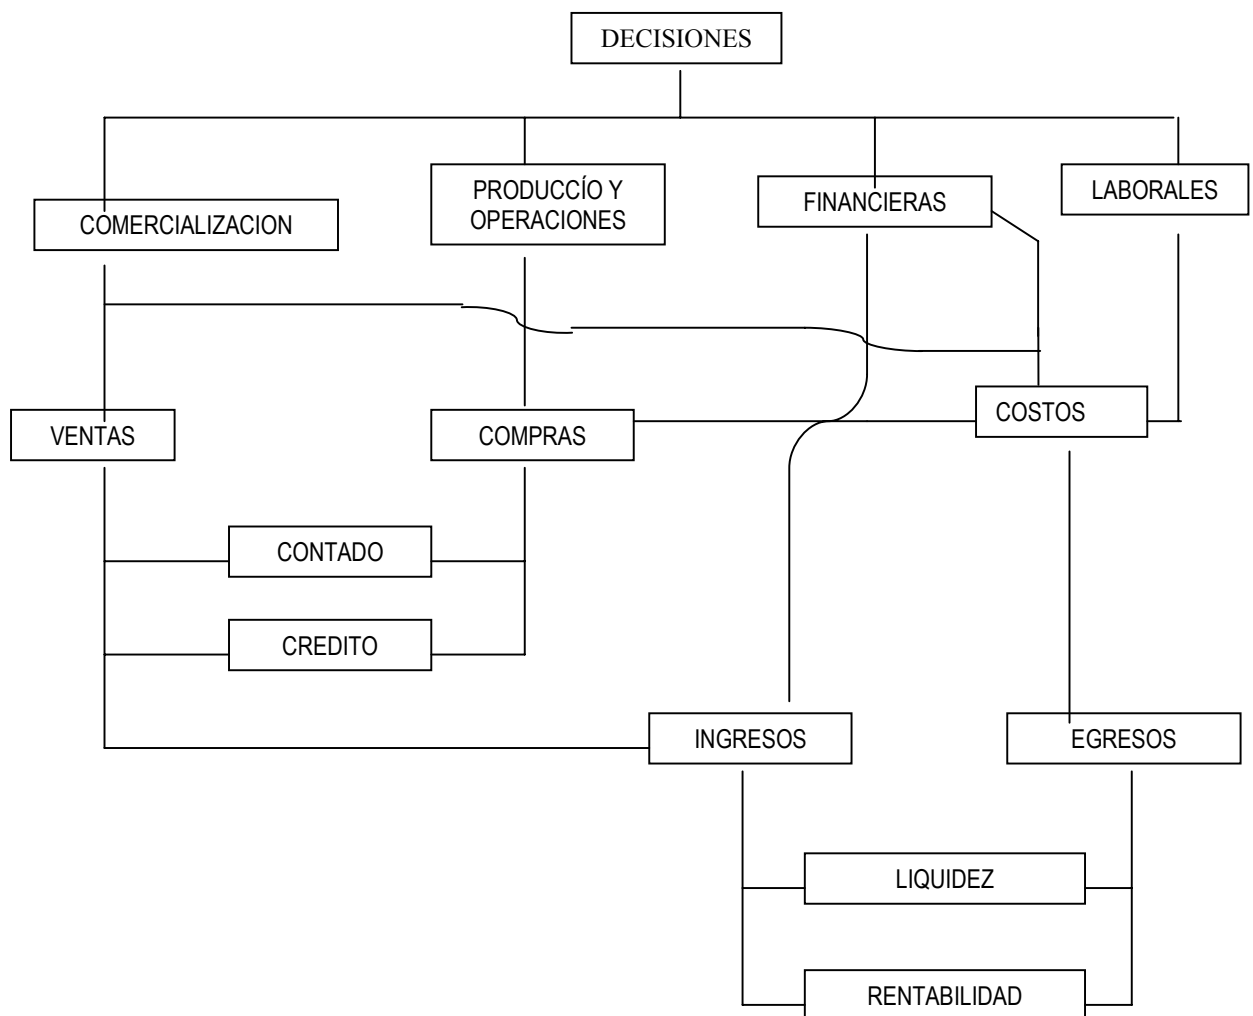 DECISIONES
COMERCIALIZACION
PRODUCCÍO Y
OPERACIONES
FINANCIERAS
LABORALES
VENTAS
COMPRAS
COSTOS
CONTADO
CREDITO
INGRESOS
EGRESOS
LIQUIDEZ
RENTABILIDAD